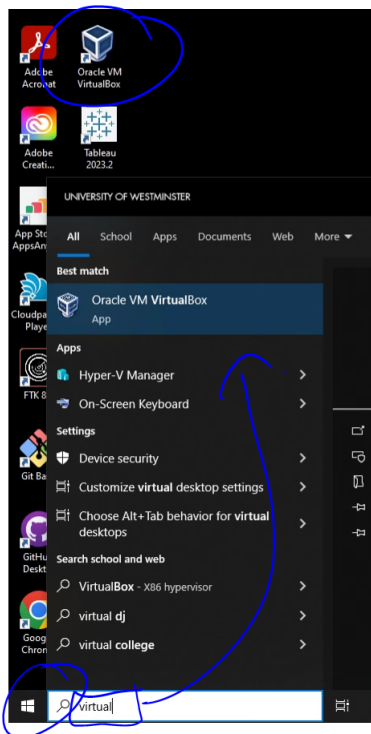 Adobe
Acrobat
Oracle VM
VirtualBox
Adobe
Creati...
Tableau
2023.2
UNIVERSITY OF WESTMINSTER
App Sto
AppsAn
All School Apps Documents Web More
Best match
Oracle VM VirtualBox
App
Cloudpa
Playe
Apps
Hyper-V Manager
On-Screen Keyboard
FTK 8
Settings
Device security
Git Ba
Customize virtual desktop settings
Choose Alt+Tab behavior for virtual
desktops
GitHu
Deskt
Search school and web
VirtualBox - X86 hypervisor
virtual dj
virtual college
Goog
Chron
virtual